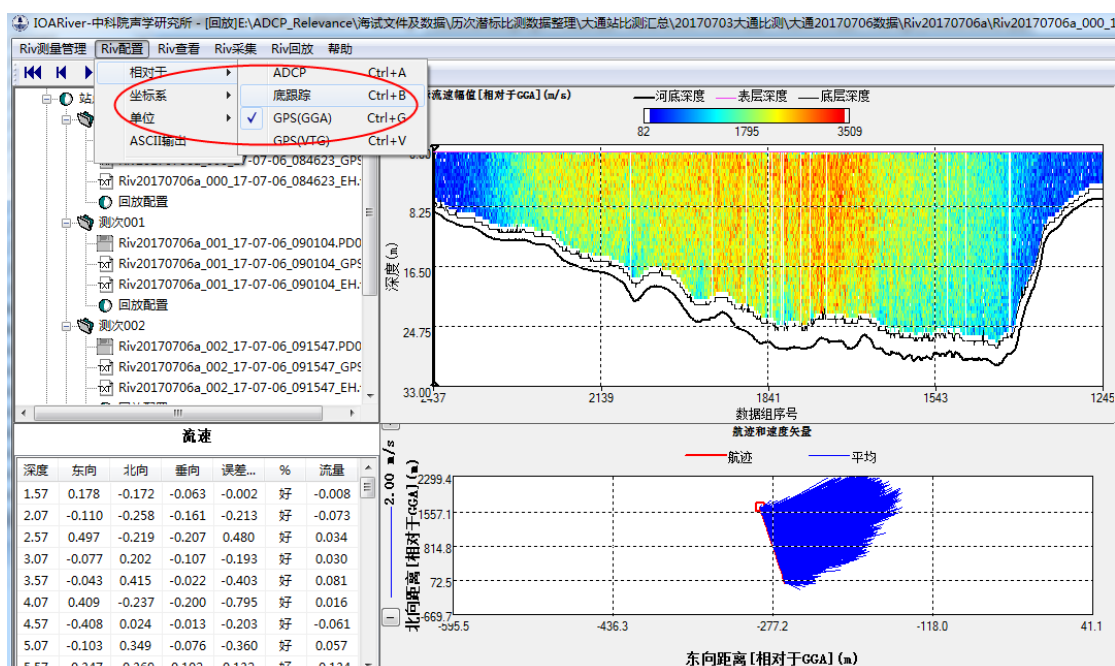 IOARiver-中科院声学研究所 - [回放]E:\ADCP_Relevance\海试文件及数据\历次潜标比测数据整理\大通站比测汇总\20170703大通比测\大通20170706数据\Riv20170706a\Riv20170706a_000_1
Riv测量管理 Riv配置 Riv查看 Riv采集 Riv回放 帮助
相对于
坐标系
单位
ASCII输出
ADCP Ctrl+A
底跟踪 Ctrl+B
GPS(GGA) Ctrl+G
GPS(VTG) Ctrl+V
Riv20170706a_000_17-07-06_084623_GPS
Riv20170706a_000_17-07-06_084623_EH.
回放配置
测次001
Riv20170706a_001_17-07-06_090104.PD0
Riv20170706a_001_17-07-06_090104_GPS
Riv20170706a_001_17-07-06_090104_EH.
回放配置
测次002
Riv20170706a_002_17-07-06_091547.PD0
Riv20170706a_002_17-07-06_091547_GPS
Riv20170706a_002_17-07-06_091547_EH.
流速幅值[相对于GGA](m/s) 河底深度 表层深度 底层深度
82 1795 3509
深度(m)
8.25
16.50
24.75
33.00
2437 2139 1841 1543 1245
数据组序号
流速
深度 东向 北向 垂向 误差... % 流量
1.57 0.178 -0.172 -0.063 -0.002 好 -0.008
2.07 -0.110 -0.258 -0.161 -0.213 好 -0.073
2.57 0.497 -0.219 -0.207 0.480 好 0.034
3.07 -0.077 0.202 -0.107 -0.193 好 0.030
3.57 -0.043 0.415 -0.022 -0.403 好 0.081
4.07 0.409 -0.237 -0.200 -0.795 好 0.016
4.57 -0.408 0.024 -0.013 -0.203 好 -0.061
5.07 -0.103 0.349 -0.076 -0.360 好 0.057
航迹和速度矢量
航迹 平均
2.00 m/s
北向距离[相对于GGA](m)
2299.4
1557.1
814.8
72.5
-669.7
-595.5 -436.3 -277.2 -118.0 41.1
东向距离[相对于GGA](m)